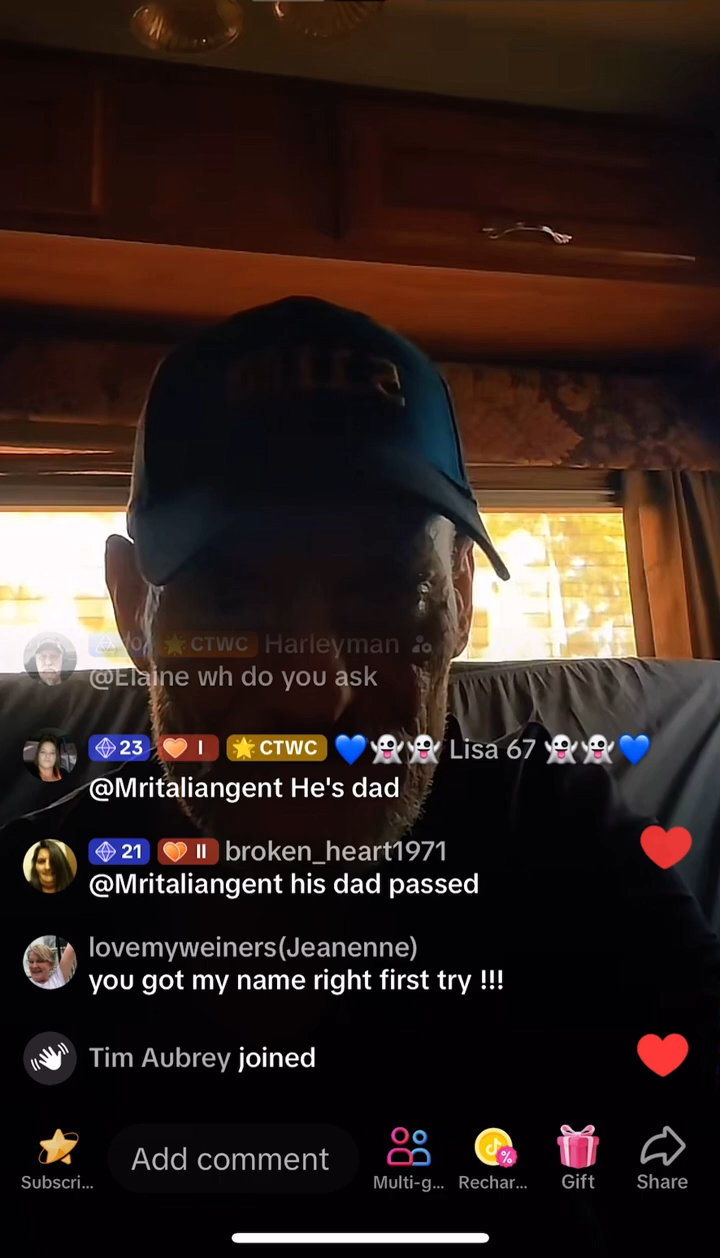 CTWC Harleyman
@Elaine wh do you ask
23 I CTWC 💙👻👻 Lisa 67 👻👻💙
@Mritaliangent He's dad
21 II broken_heart1971
@Mritaliangent his dad passed
lovemyweiners(Jeanenne)
you got my name right first try !!!
Tim Aubrey joined
Add comment
Subscri... Multi-g... Rechar... Gift Share